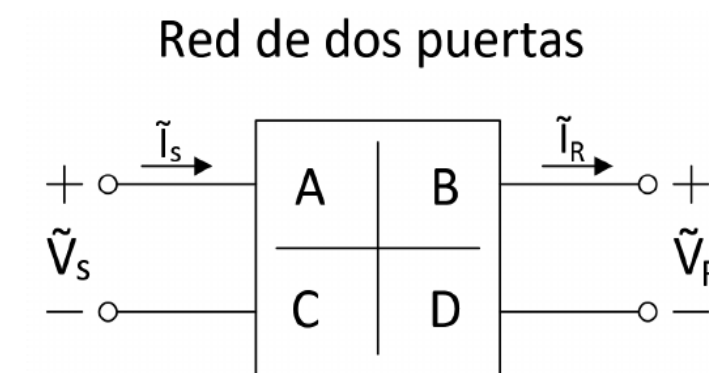 Red de dos puertas
Ĩs ĨR
+ A B +
Ṽs Ṽ
− C D −